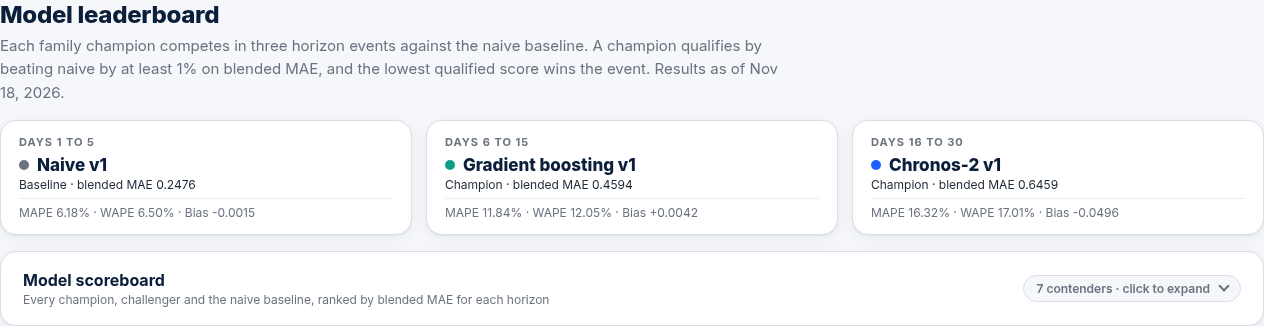 Model leaderboard
Each family champion competes in three horizon events against the naive baseline. A champion qualifies by
beating naive by at least 1% on blended MAE, and the lowest qualified score wins the event. Results as of Nov
18, 2026.
DAYS 1 TO 5
Naive v1
Baseline · blended MAE 0.2476
MAPE 6.18% · WAPE 6.50% · Bias -0.0015
DAYS 6 TO 15
Gradient boosting v1
Champion · blended MAE 0.4594
MAPE 11.84% · WAPE 12.05% · Bias +0.0042
DAYS 16 TO 30
Chronos-2 v1
Champion · blended MAE 0.6459
MAPE 16.32% · WAPE 17.01% · Bias -0.0496
Model scoreboard
Every champion, challenger and the naive baseline, ranked by blended MAE for each horizon
7 contenders · click to expand